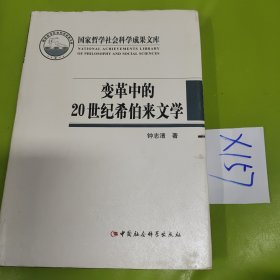 国家哲学社会科学成果文库
NATIONAL ACHIEVEMENTS LIBRARY
OF PHILOSOPHY AND SOCIAL SCIENCES
变革中的
20世纪希伯来文学
钟志清 著
中国社会科学出版社
X157